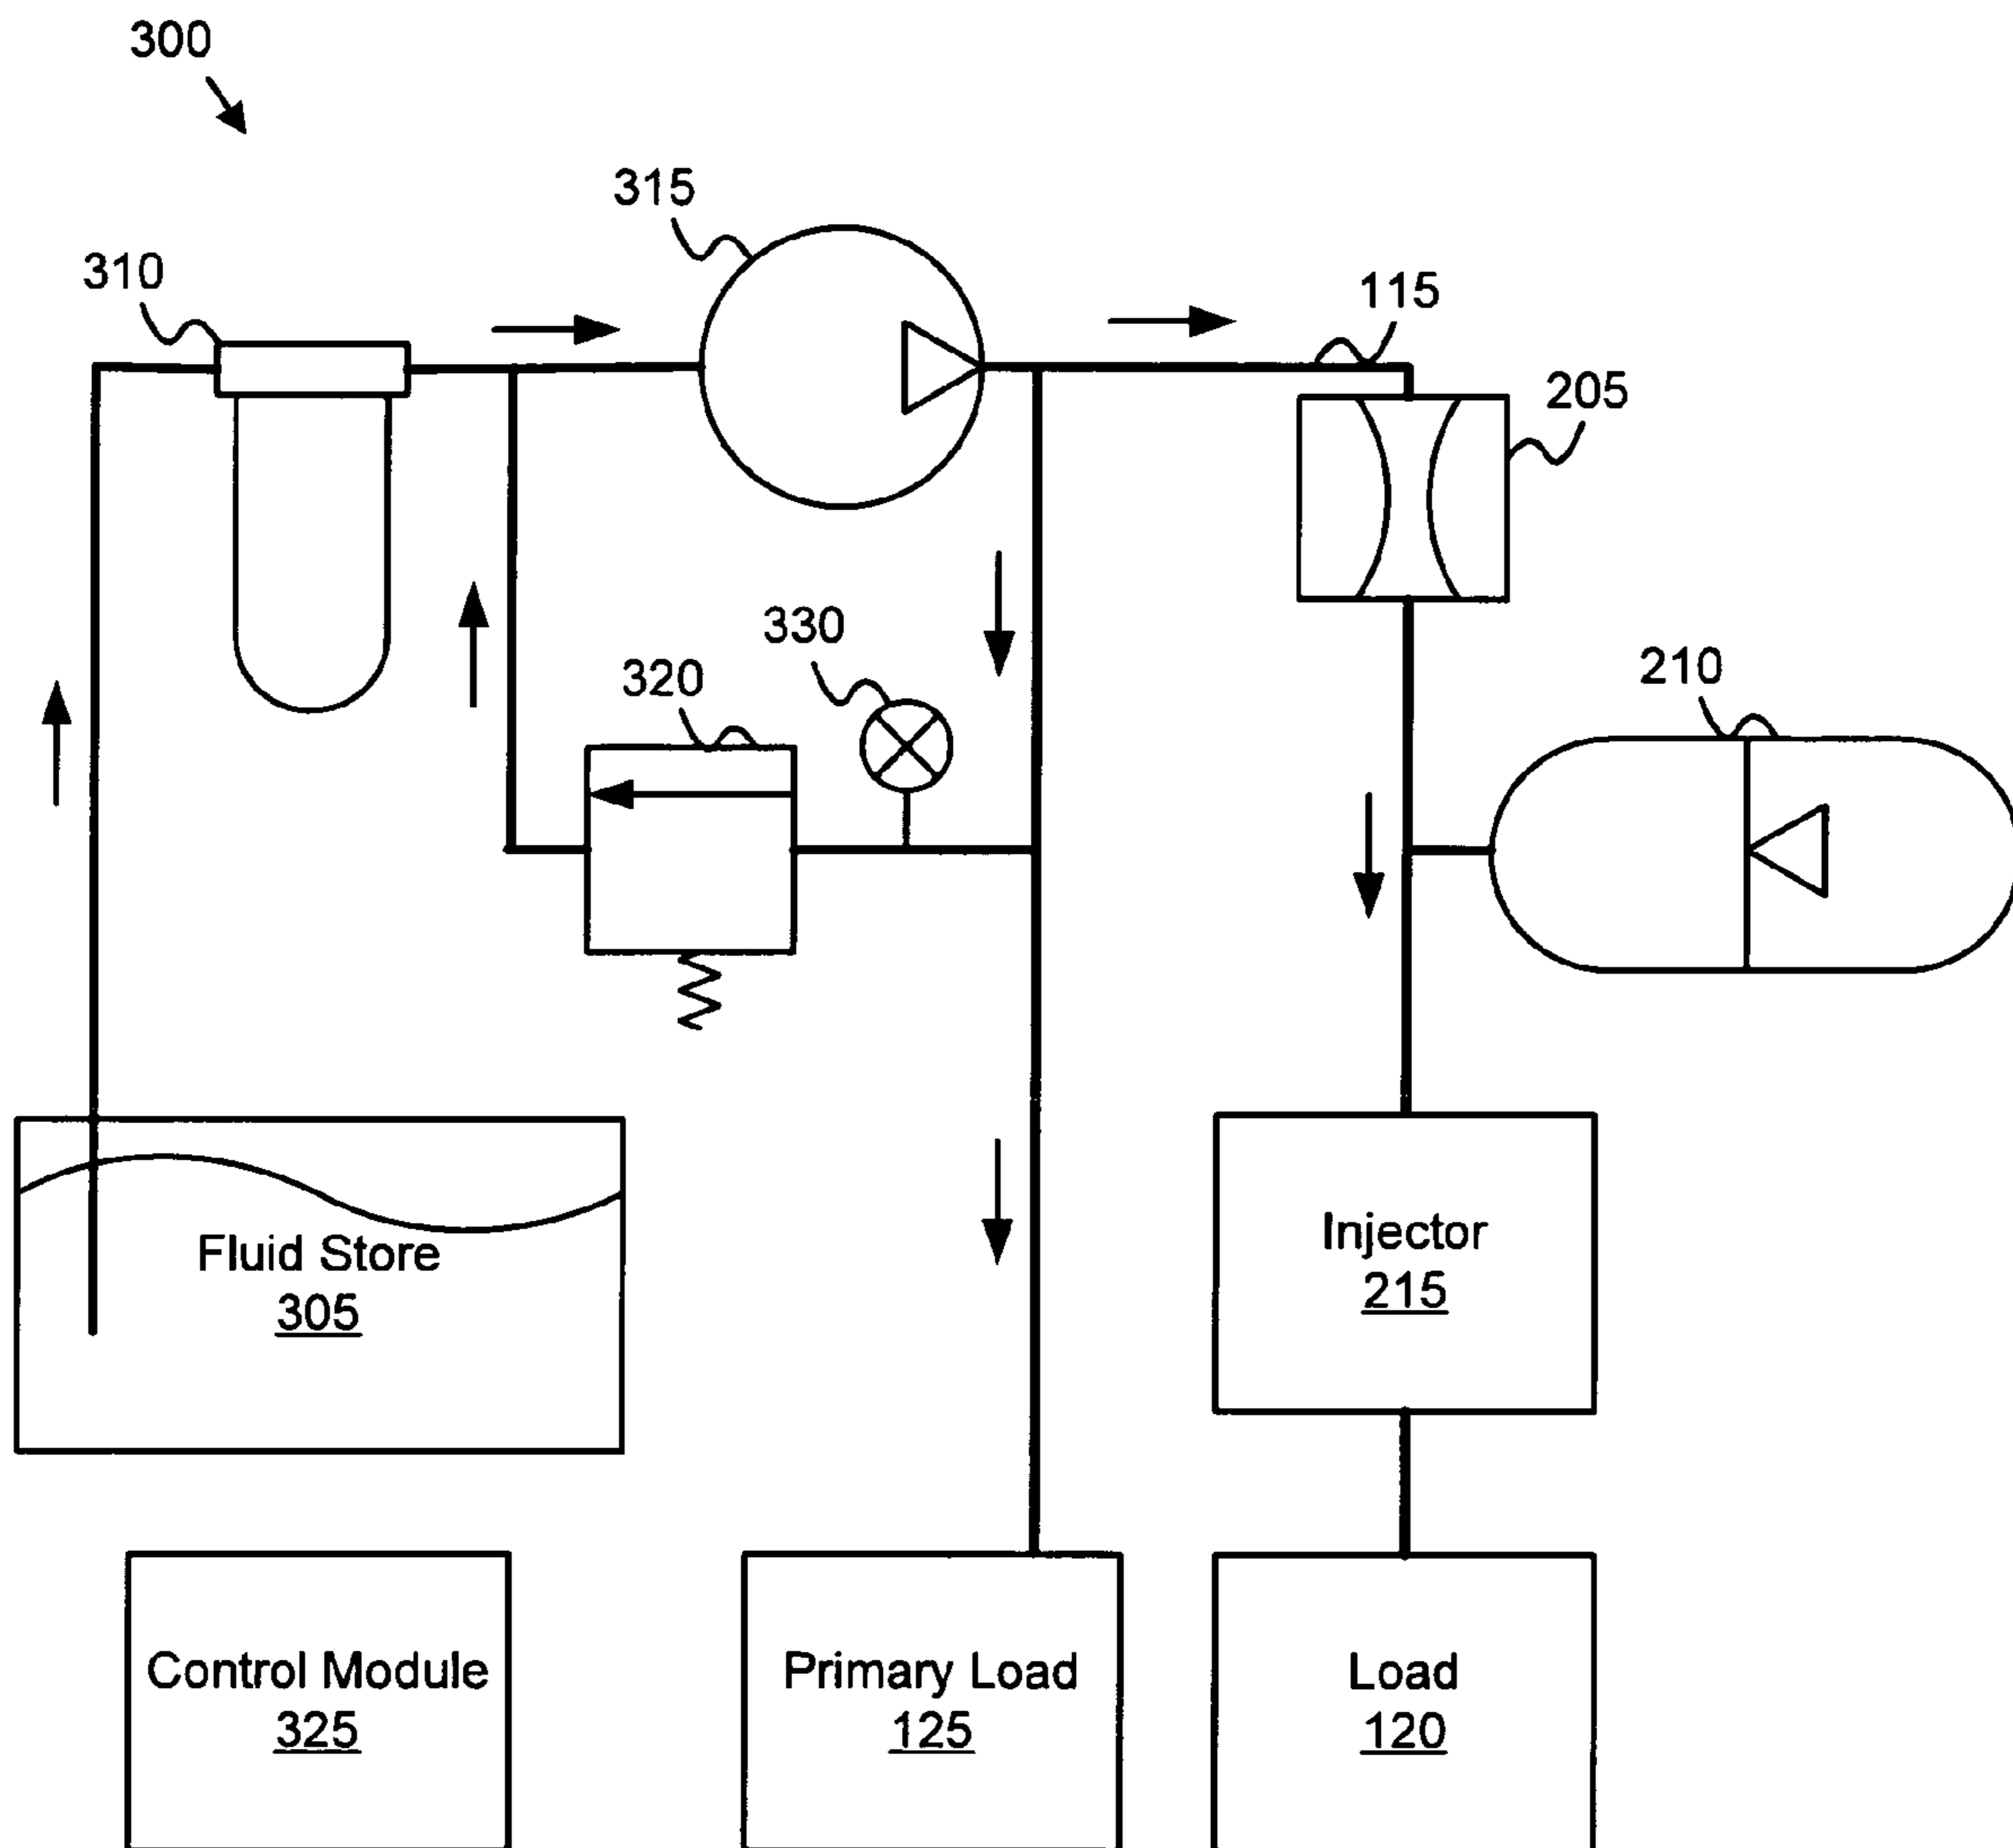 300
315
310
115
205
330
320
210
Fluid Store
305
Injector
215
Control Module
325
Primary Load
125
Load
120